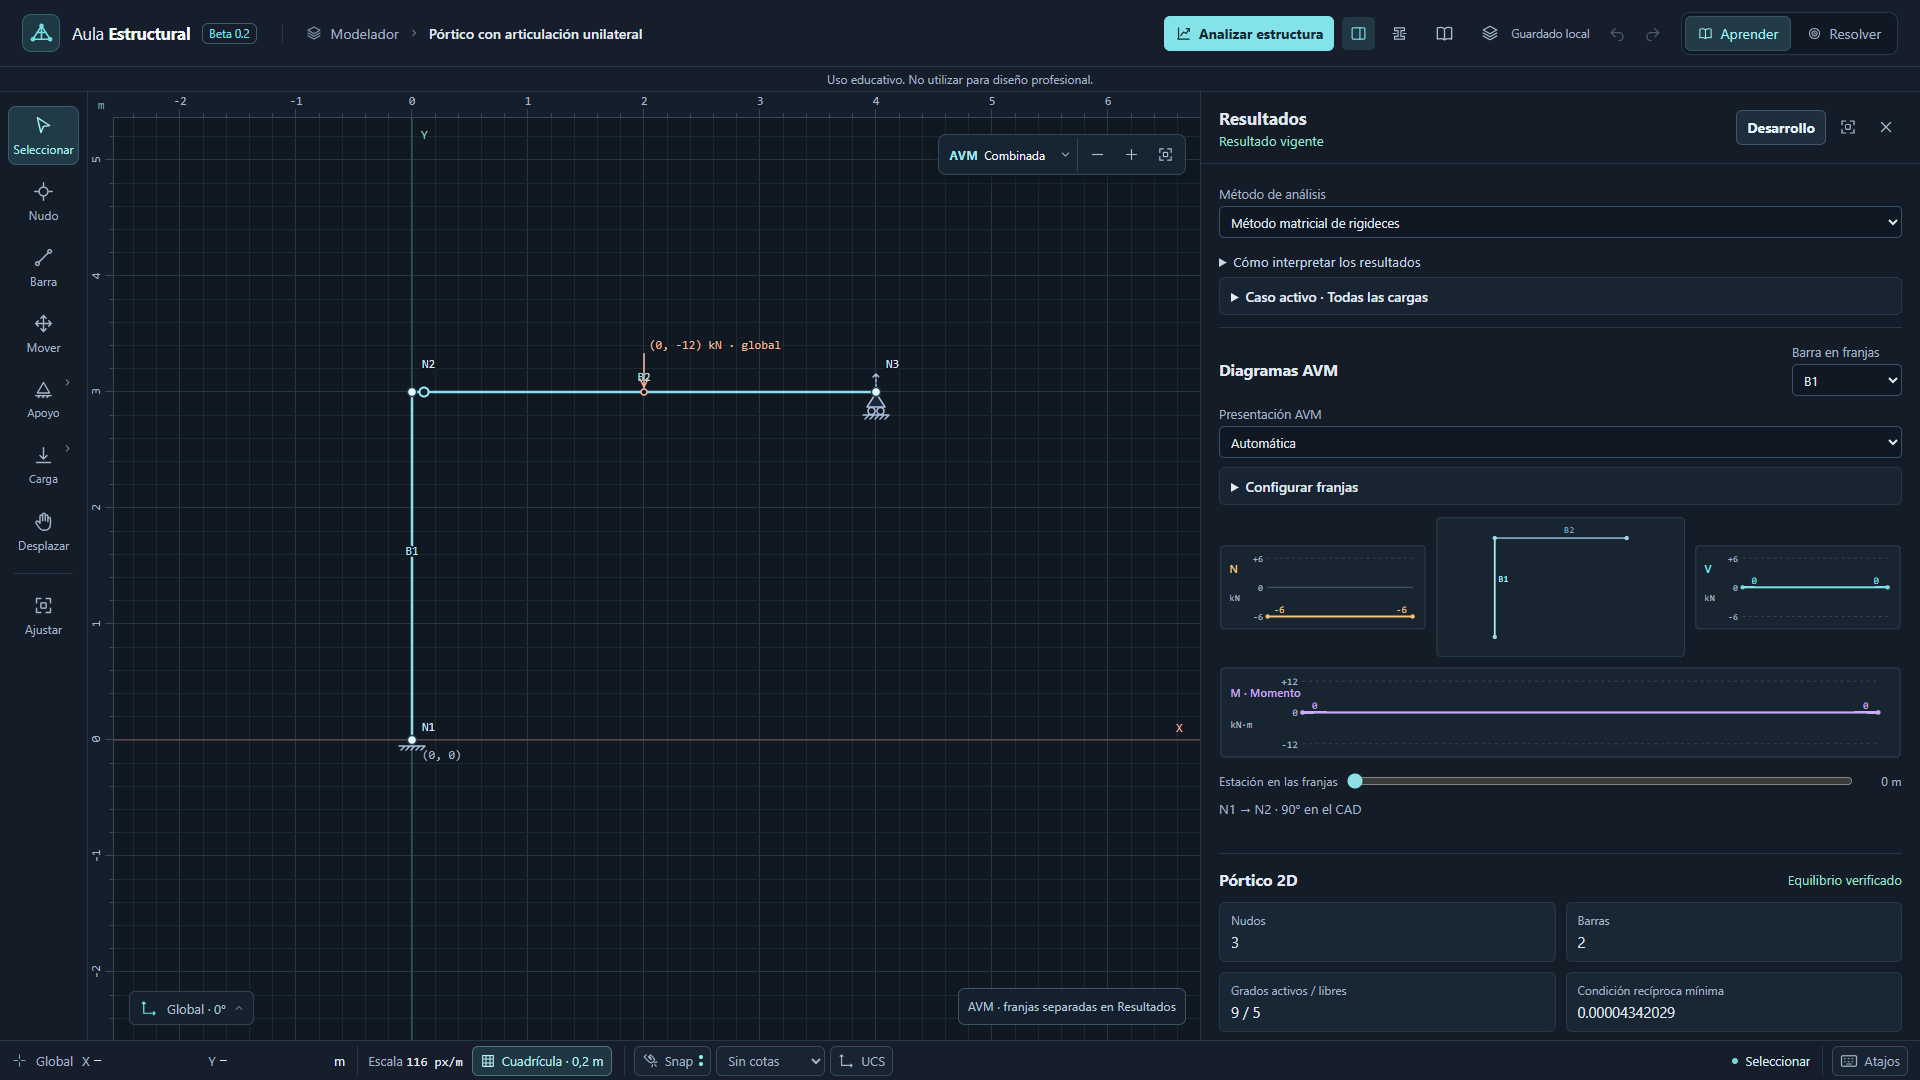 Aula Estructural
Beta 0.2
Modelador
Pórtico con articulación unilateral
Analizar estructura
Guardado local
Aprender
Resolver
Uso educativo. No utilizar para diseño profesional.
Seleccionar
Nudo
Barra
Mover
Apoyo
Carga
Desplazar
Ajustar
m
-2 -1 0 1 2 3 4 5 6
5
4
3
2
1
0
-1
-2
Y
AVM Combinada
(0, -12) kN · global
N2
B2
N3
B1
N1
(0, 0)
X
Global · 0°
AVM · franjas separadas en Resultados
Resultados
Resultado vigente
Desarrollo
Método de análisis
Método matricial de rigideces
Cómo interpretar los resultados
Caso activo · Todas las cargas
Diagramas AVM
Barra en franjas
B1
Presentación AVM
Automática
Configurar franjas
N
kN
+6
0
-6
-6
-6
B2
B1
V
kN
+6
0
-6
0
0
M · Momento
kN·m
+12
0
-12
0
0
Estación en las franjas
0 m
N1 → N2 · 90° en el CAD
Pórtico 2D
Equilibrio verificado
Nudos
3
Barras
2
Grados activos / libres
9 / 5
Condición recíproca mínima
0.00004342029
Global X – Y – m
Escala 116 px/m
Cuadrícula · 0,2 m
Snap
Sin cotas
UCS
Seleccionar
Atajos